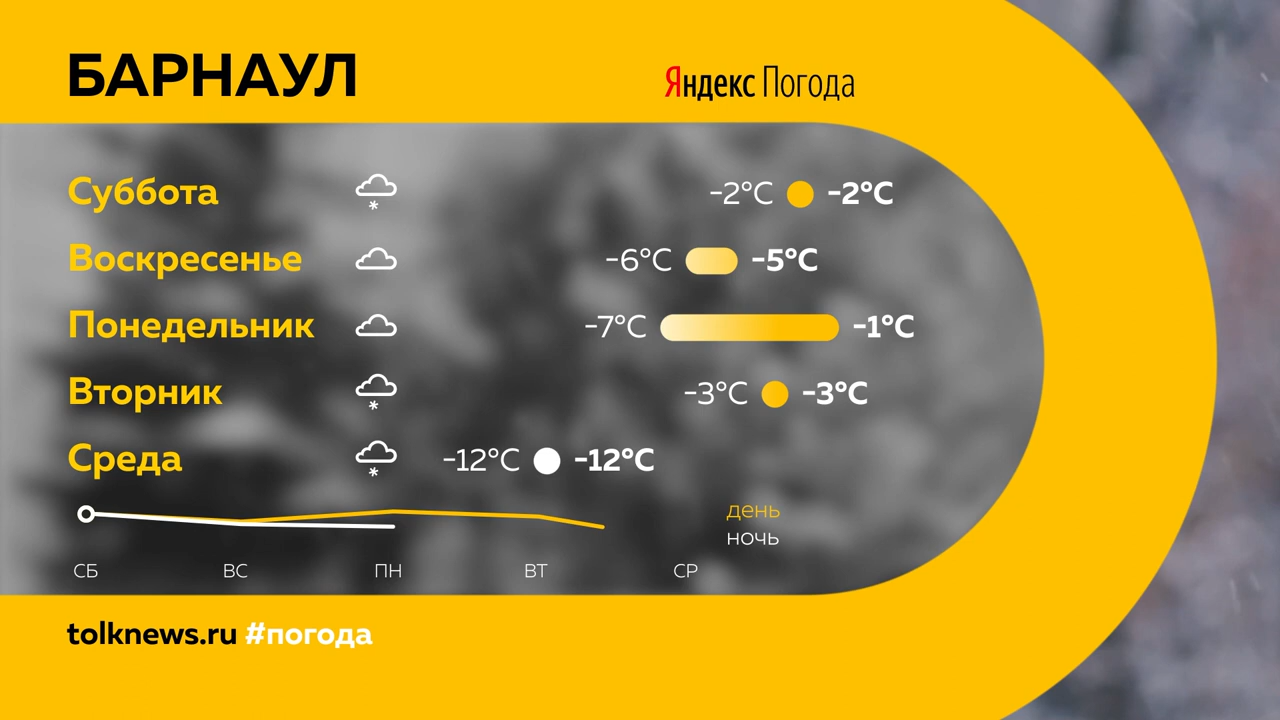 БАРНАУЛ
Яндекс Погода
Суббота -2°C -2°C
Воскресенье -6°C -5°C
Понедельник -7°C -1°C
Вторник -3°C -3°C
Среда -12°C -12°C
день
ночь
СБ ВС ПН ВТ СР
tolknews.ru #погода